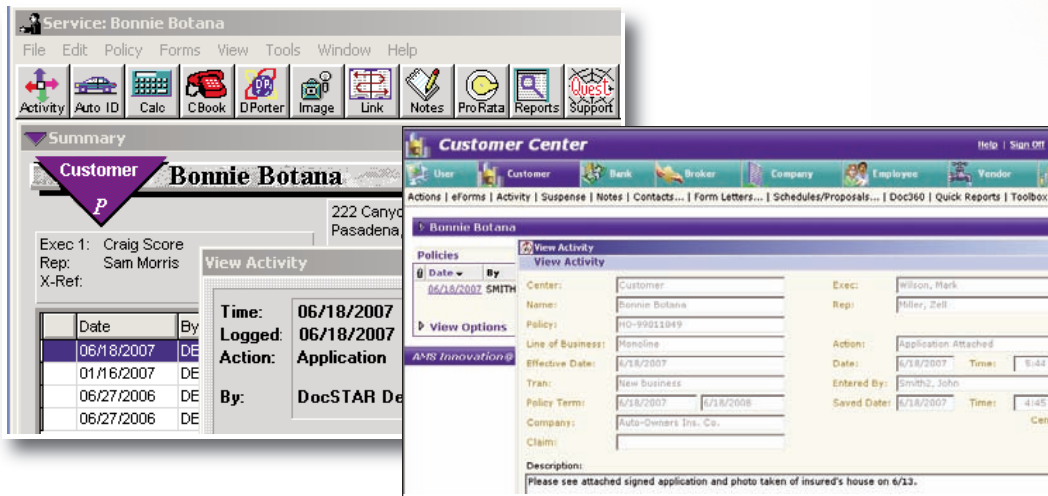 Service: Bonnie Botana
File Edit Policy Forms View Tools Window Help
Activity Auto ID Calc CBook DPorter Image Link Notes ProRata Reports Support
DP
Quest
Summary
Customer
P
Bonnie Botana
222 Canyo
Pasadena,
Exec 1: Craig Score
Rep: Sam Morris
X-Ref:
Date By
06/18/2007 DE
01/16/2007 DE
06/27/2006 DE
06/27/2006 DE
View Activity
Time: 06/18/2007
Logged: 06/18/2007
Action: Application
By: DocSTAR De
Customer Center
Help | Sign Off
User Customer Bank Broker Company Employee Vendor
Actions | eForms | Activity | Suspense | Notes | Contacts... | Form Letters... | Schedules/Proposals... | Doc360 | Quick Reports | Toolbox
Bonnie Botana
Policies
Date By
06/18/2007 SMITH
View Options
AMS Innovation@
View Activity
View Activity
Center: Customer Exec: Wilson, Mark
Name: Bonnie Botana Rep: Miller, Zell
Policy: HO-99011049
Line of Business: Monoline Action: Application Attached
Effective Date: 6/18/2007 Date: 6/18/2007 Time: 5:44
Tran: New Business Entered By: Smith2, John
Policy Term: 6/18/2007 6/18/2008 Saved Date: 6/18/2007 Time: 4:45
Company: Auto-Owners Ins. Co. Cen
Claim:
Description:
Please see attached signed application and photo taken of insured's house on 6/13.